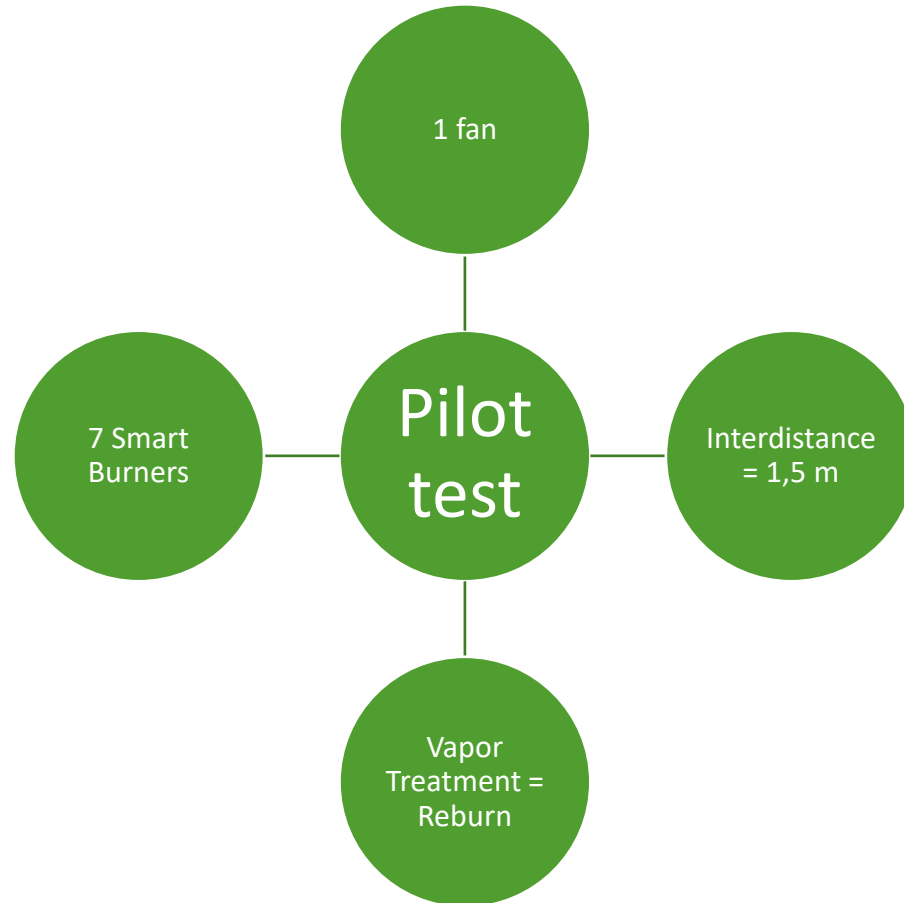 1 fan
Pilot
test
7 Smart
Burners
Interdistance
= 1,5 m
Vapor
Treatment =
Reburn